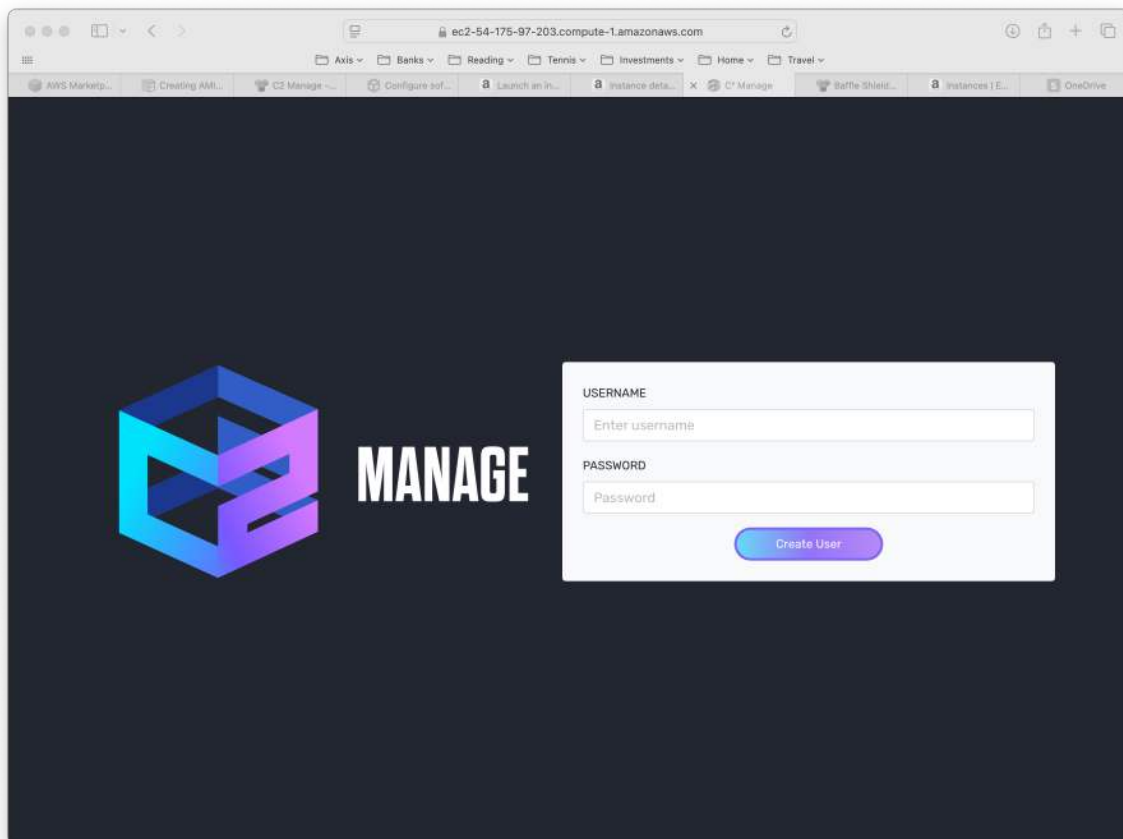 ec2-54-175-97-203.compute-1.amazonaws.com
Axis Banks Reading Tennis Investments Home Travel
AWS Marketp... Creating AMI... C2 Manage -... Configure sof... Launch an in... Instance deta... C² Manage Baffle Shield... Instances | E... OneDrive
C2
MANAGE
USERNAME
Enter username
PASSWORD
Password
Create User